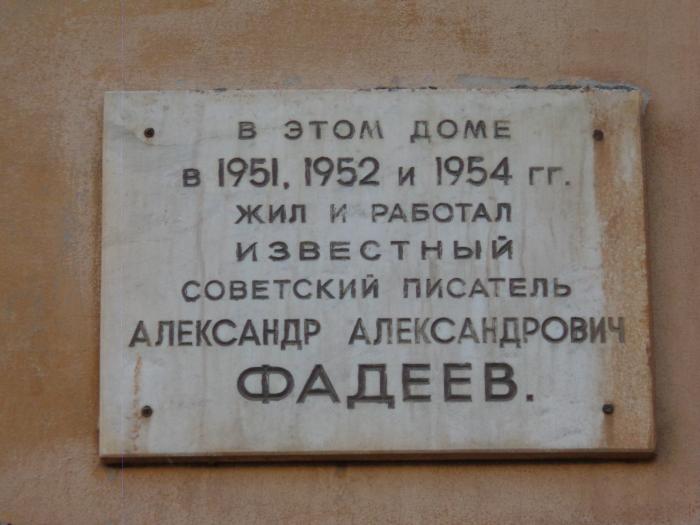 В ЭТОМ ДОМЕ
в 1951, 1952 и 1954 гг.
ЖИЛ И РАБОТАЛ
ИЗВЕСТНЫЙ
СОВЕТСКИЙ ПИСАТЕЛЬ
АЛЕКСАНДР АЛЕКСАНДРОВИЧ
ФАДЕЕВ.